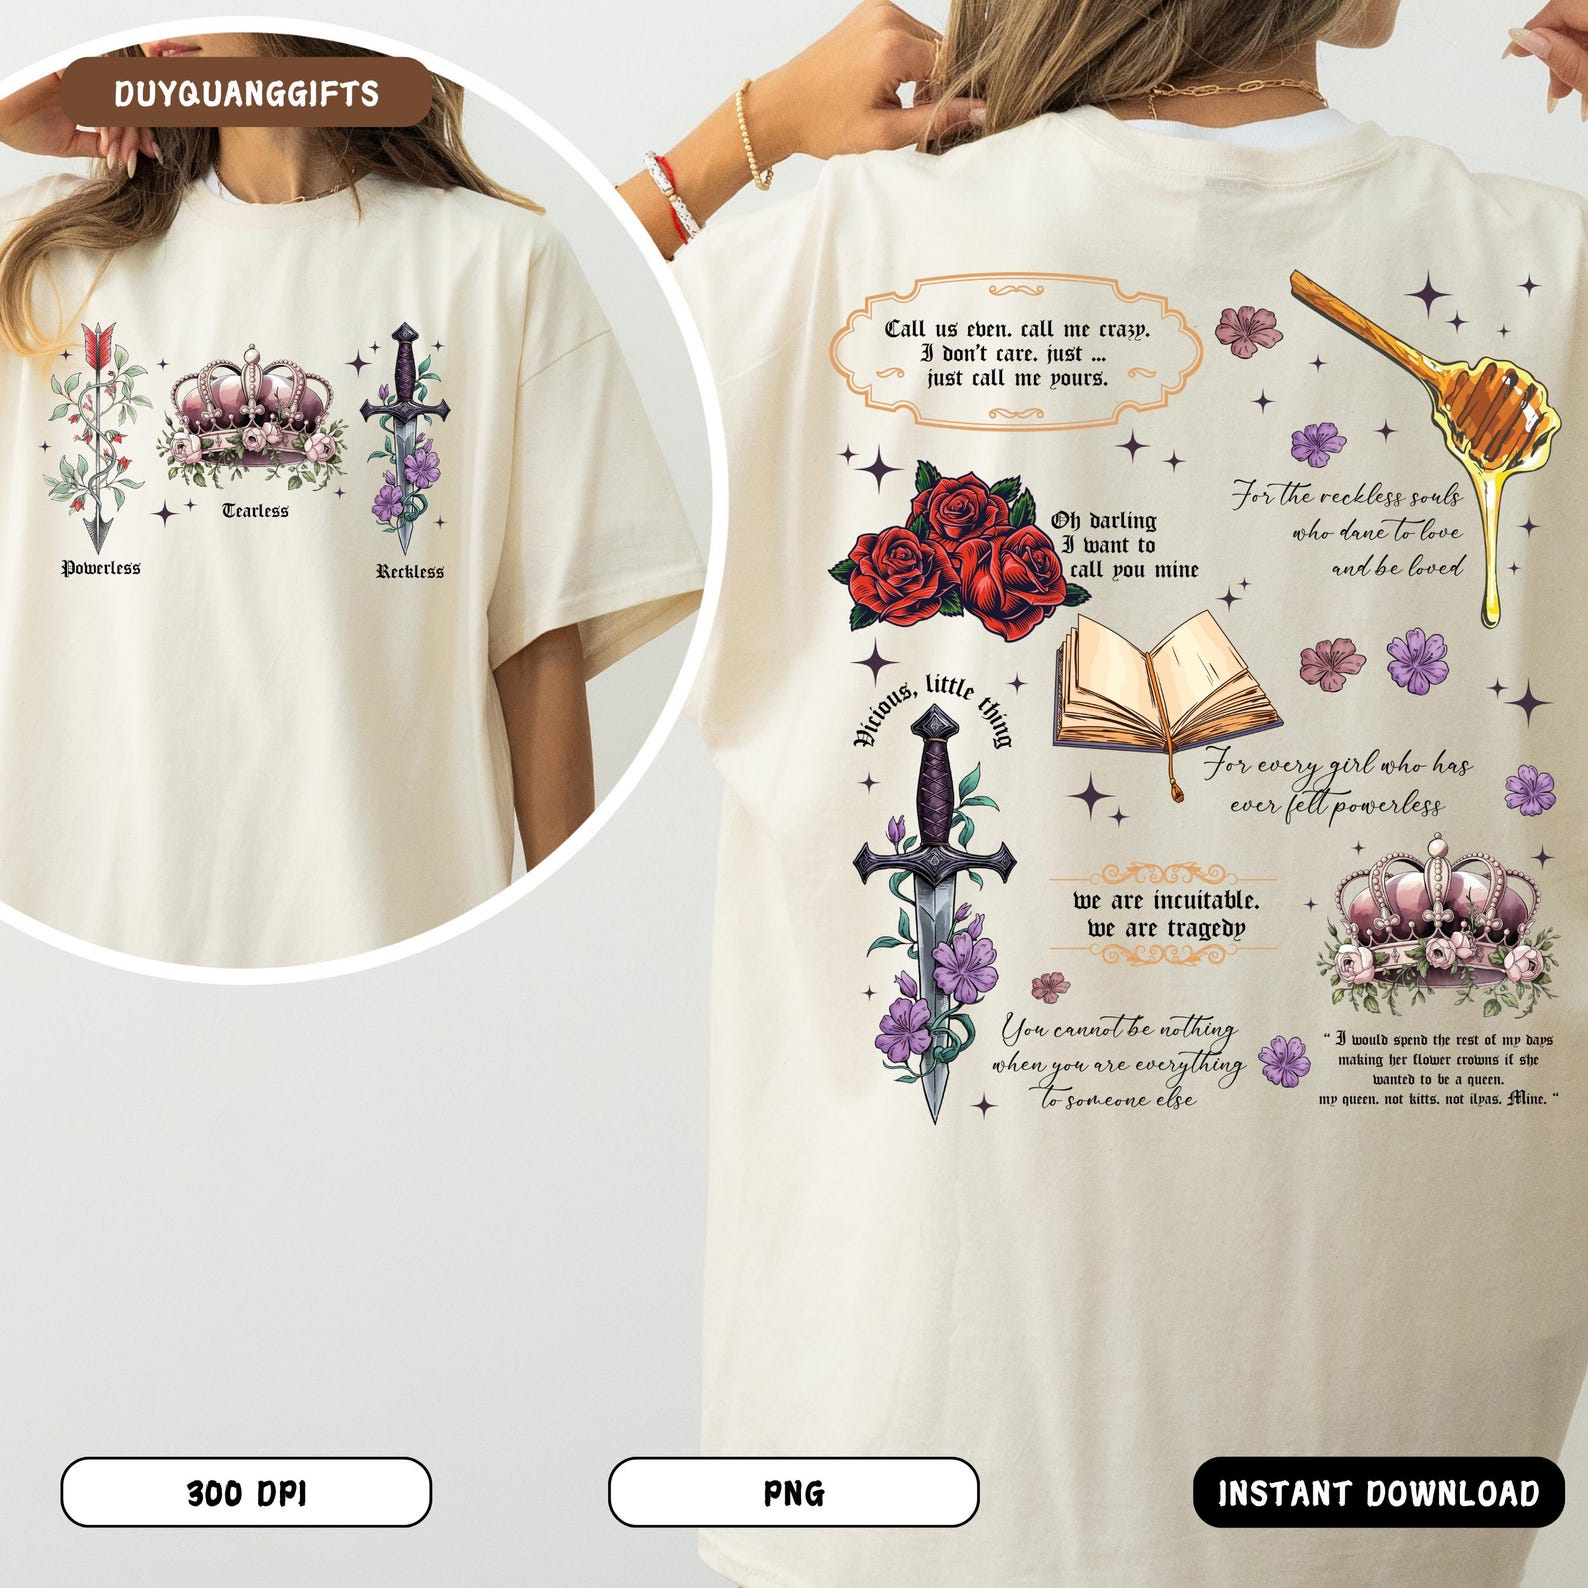 DUYQUANGGIFTS
Powerless
Tearless
Reckless
Call us even. call me crazy.
I don't care. just ...
just call me yours.
Oh darling
I want to
call you mine
For the reckless souls
who dane to love
and be loved
Vicious, little thing
For every girl who has
ever felt powerless
we are incuitable.
we are tragedy
You cannot be nothing
when you are everything
to someone else
“ I would spend the rest of my days
making her flower crowns if she
wanted to be a queen.
my queen. not kitts. not ilyas. Mine. “
300 DPI
PNG
INSTANT DOWNLOAD